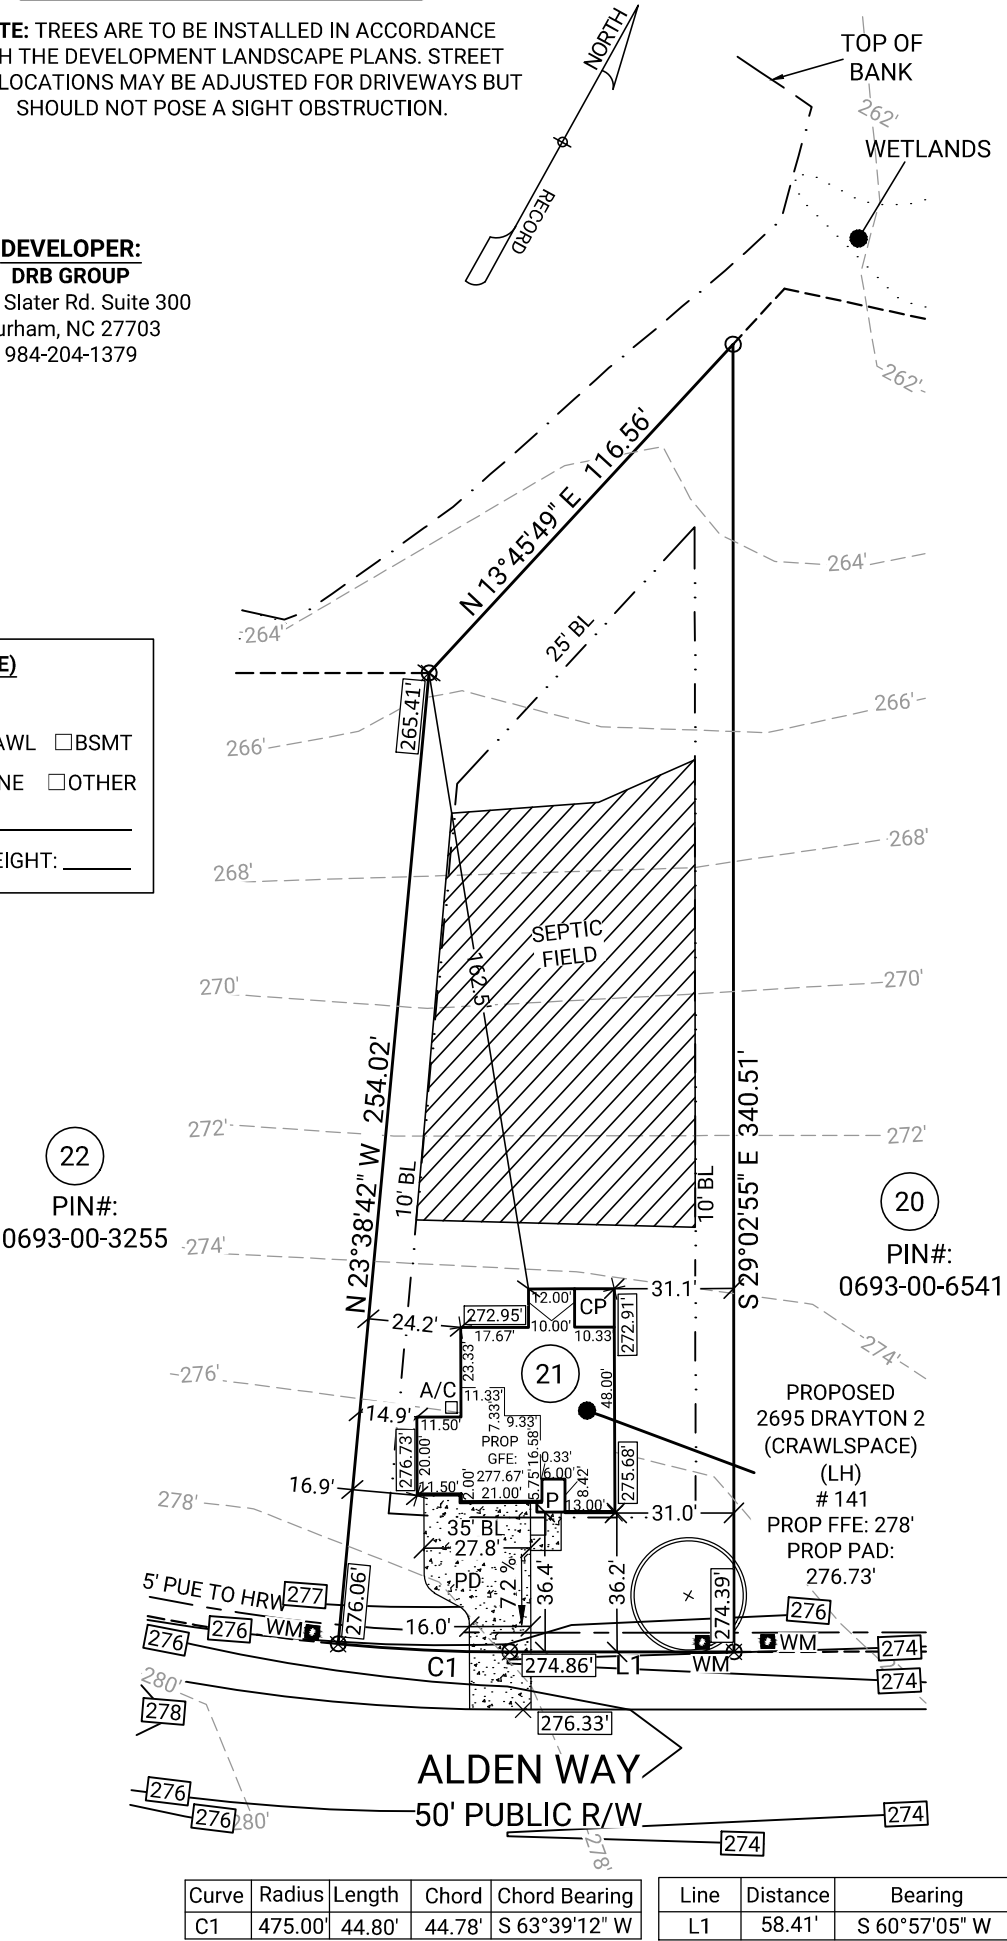 TE: TREES ARE TO BE INSTALLED IN ACCORDANCE
H THE DEVELOPMENT LANDSCAPE PLANS. STREET
LOCATIONS MAY BE ADJUSTED FOR DRIVEWAYS BUT
SHOULD NOT POSE A SIGHT OBSTRUCTION.
NORTH
RECORD
TOP OF
BANK
262'
WETLANDS
262'
DEVELOPER:
DRB GROUP
Slater Rd. Suite 300
urham, NC 27703
984-204-1379
N 13°45'49" E 116.56'
264'
264'
25' BL
E)
AWL □BSMT
NE □OTHER
EIGHT:
265.41'
266'
266'
268'
268'
SEPTIC
FIELD
162.5'
270'
270'
N 23°38'42" W 254.02'
S 29°02'55" E 340.51'
272'
272'
10' BL
10' BL
22
PIN#:
0693-00-3255
20
PIN#:
0693-00-6541
274'
274'
31.1'
12.00'
CP
272.95'
272.91'
24.2'
17.67'
10.00'
10.33'
23.33'
21
48.00'
276'
A/C
11.33'
14.9'
11.50'
7.33'
9.33'
PROP
GFE:
277.67'
21.00'
16.58'
0.33'
6.00'
8.42'
5.75'
2.00'
276.73'
20.00'
11.50'
P
13.00'
275.68'
PROPOSED
2695 DRAYTON 2
(CRAWLSPACE)
(LH)
# 141
PROP FFE: 278'
PROP PAD:
276.73'
16.9'
278'
31.0'
35' BL
27.8'
PD
7.2 %
36.4'
36.2'
5' PUE TO HRW
277
276.06'
274.39'
276
276
276
WM
16.0'
WM
WM
274
274
C1
274.86'
L1
280'
278
276.33'
ALDEN WAY
50' PUBLIC R/W
276
276
280'
274
274
278'
Curve Radius Length Chord Chord Bearing
C1 475.00' 44.80' 44.78' S 63°39'12" W
Line Distance Bearing
L1 58.41' S 60°57'05" W